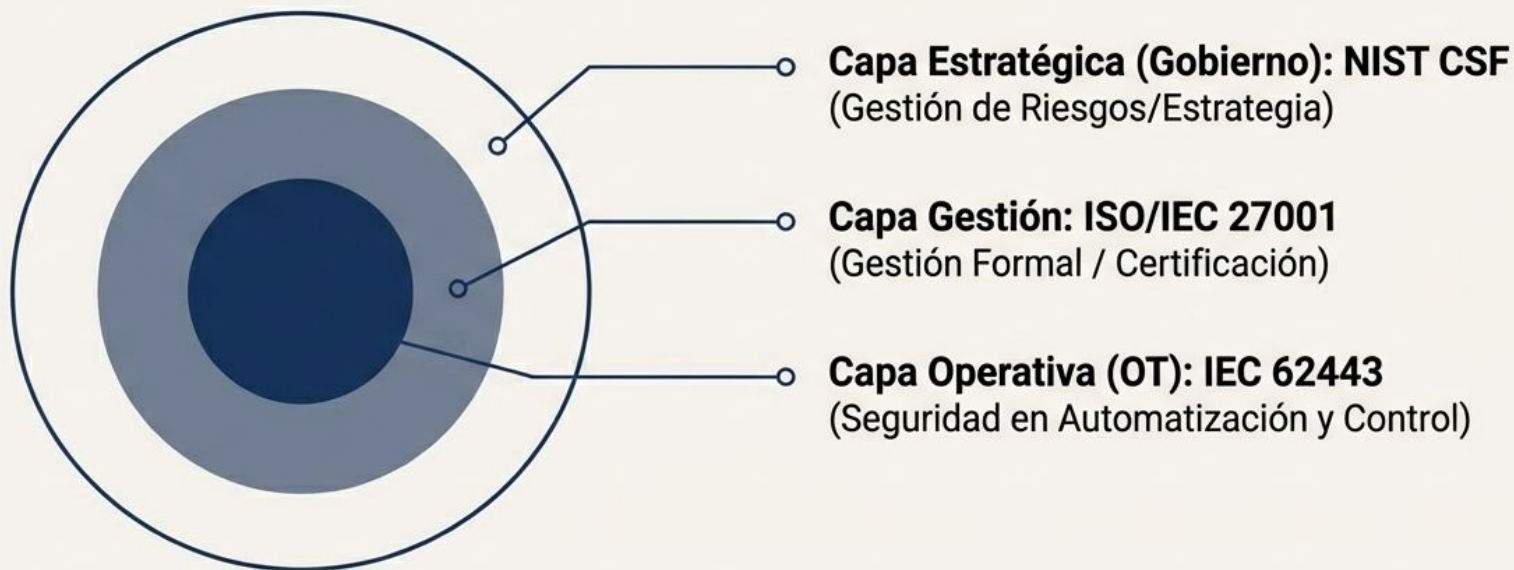 Capa Estratégica (Gobierno): NIST CSF
(Gestión de Riesgos/Estrategia)
Capa Gestión: ISO/IEC 27001
(Gestión Formal / Certificación)
Capa Operativa (OT): IEC 62443
(Seguridad en Automatización y Control)